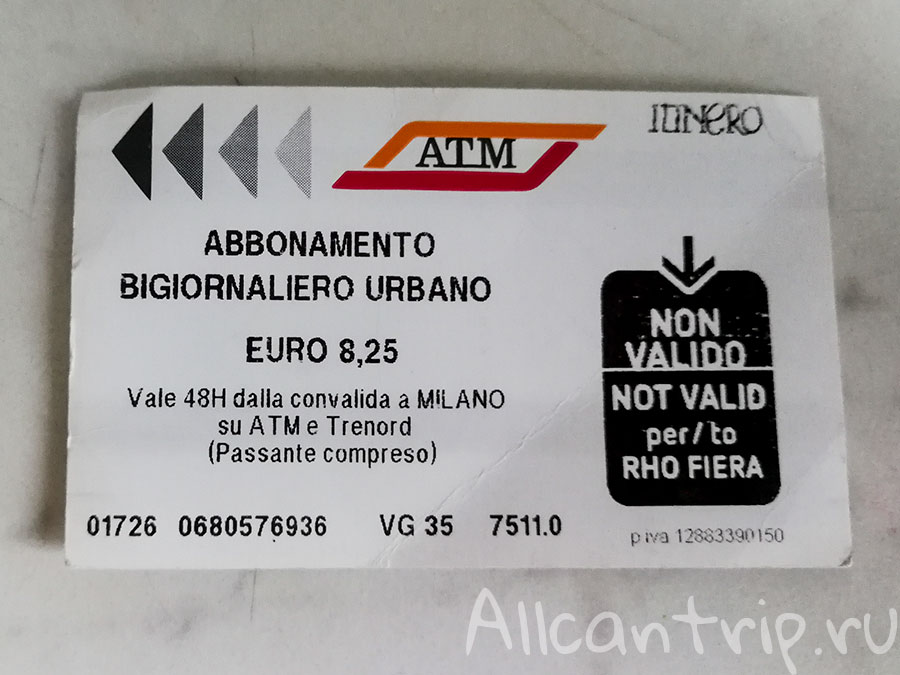 ATM
ITINERO
ABBONAMENTO
BIGIORNALIERO URBANO
EURO 8,25
Vale 48H dalla convalida a MILANO
su ATM e Trenord
(Passante compreso)
NON
VALIDO
NOT VALID
per/to
RHO FIERA
01726 0680576936 VG 35 7511.0
p iva 12883390150
Allcantrip.ru